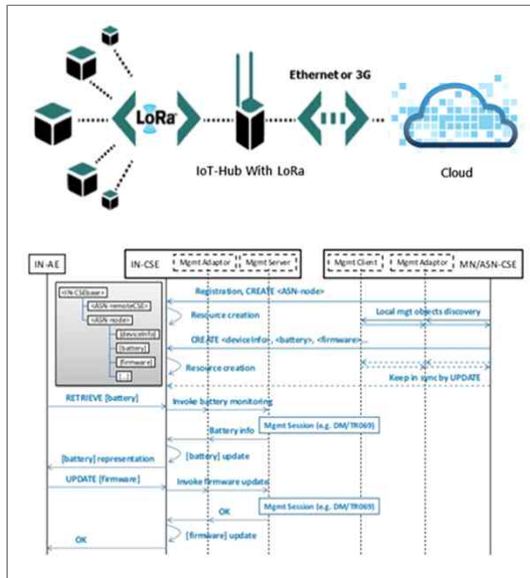 Ethernet or 3G
LoRa
IoT-Hub With LoRa
Cloud
IN-AE
IN-CSE
Mgmt Adaptor
Mgmt Server
Mgmt Client
Mgmt Adaptor
MN/ASN-CSE
Registration, CREATE <ASN-node>
<IN-CSEbase>
<ASN-remoteCSE>
<ASN-node>
[deviceInfo]
[battery]
[firmware]
[...]
Resource creation
Local mgt objects discovery
CREATE <deviceInfo>, <battery>, <firmware>...
Resource creation
Keep in sync by UPDATE
RETRIEVE [battery]
Invoke battery monitoring
Mgmt Session (e.g. DM/TR069)
Battery info
[battery] update
[battery] representation
UPDATE [firmware]
Invoke firmware update
Mgmt Session (e.g. DM/TR069)
OK
[firmware] update
OK